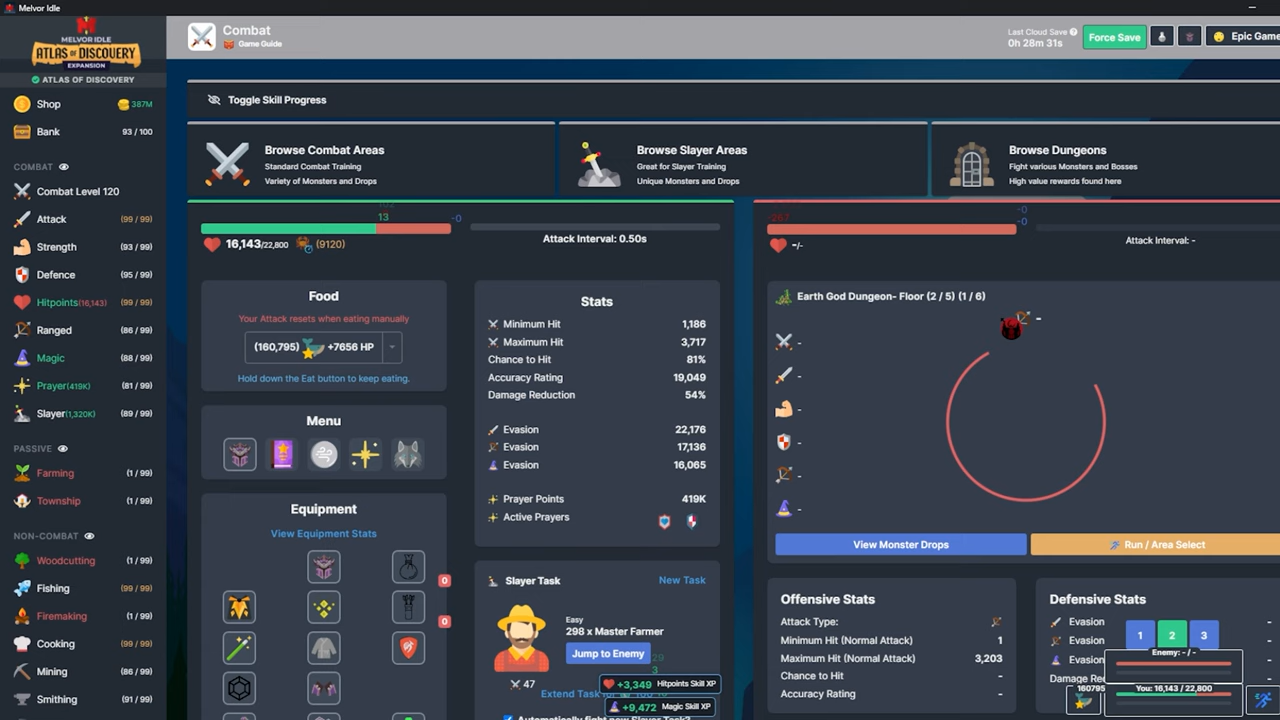 Melvor Idle
MELVOR IDLE
ATLAS OF DISCOVERY
EXPANSION
ATLAS OF DISCOVERY
Shop 387M
Bank 93 / 100
COMBAT
Combat Level 120
Attack (99 / 99)
Strength (93 / 99)
Defence (95 / 99)
Hitpoints(16,143) (99 / 99)
Ranged (86 / 99)
Magic (88 / 99)
Prayer(419K) (81 / 99)
Slayer(1,320K) (89 / 99)
PASSIVE
Farming (1 / 99)
Township (1 / 99)
NON-COMBAT
Woodcutting (1 / 99)
Fishing (99 / 99)
Firemaking (1 / 99)
Cooking (99 / 99)
Mining (86 / 99)
Smithing (1 / 99)
Combat
Game Guide
Last Cloud Save
0h 28m 31s
Force Save
Epic Game
Toggle Skill Progress
Browse Combat Areas
Standard Combat Training
Variety of Monsters and Drops
Browse Slayer Areas
Great for Slayer Training
Unique Monsters and Drops
Browse Dungeons
Fight various Monsters and Bosses
High value rewards found here
13
-0
16,143/22,800 (9120)
Attack Interval: 0.50s
Food
Your Attack resets when eating manually
(160,795) +7656 HP
Hold down the Eat button to keep eating.
Menu
Equipment
View Equipment Stats
0
0
Stats
Minimum Hit 1,186
Maximum Hit 3,717
Chance to Hit 81%
Accuracy Rating 19,049
Damage Reduction 54%
Evasion 22,176
Evasion 17,136
Evasion 16,065
Prayer Points 419K
Active Prayers
Slayer Task New Task
Easy
298 x Master Farmer
Jump to Enemy
47
+3,349 Hitpoints Skill XP
+9,472 Magic Skill XP
-267
-0
-0
-/-
Attack Interval: -
Earth God Dungeon- Floor (2 / 5) (1 / 6)
-
-
-
-
-
-
-
View Monster Drops
Run / Area Select
Offensive Stats
Attack Type:
Minimum Hit (Normal Attack) 1
Maximum Hit (Normal Attack) 3,203
Chance to Hit -
Accuracy Rating -
Defensive Stats
Evasion -
Evasion -
Evasion -
1 2 3
Enemy: - / -
160795
You: 16,143 / 22,800